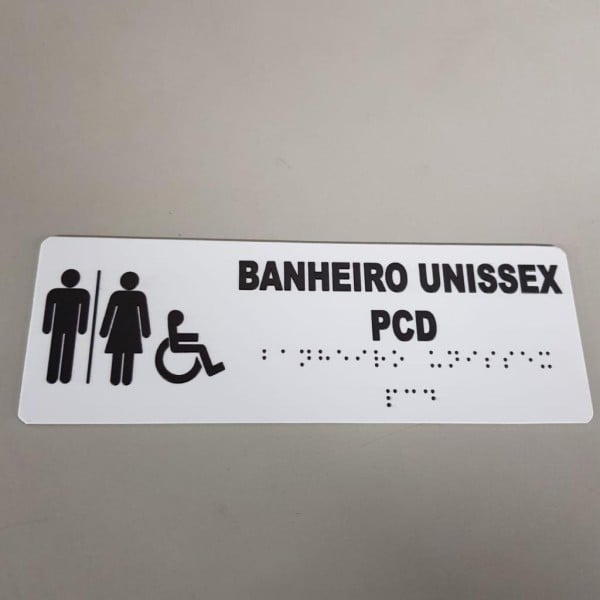 BANHEIRO UNISSEX
PCD
⠃⠁⠝⠓⠑⠊⠗⠕ ⠥⠝⠊⠎⠎⠑⠭
⠏⠉⠙